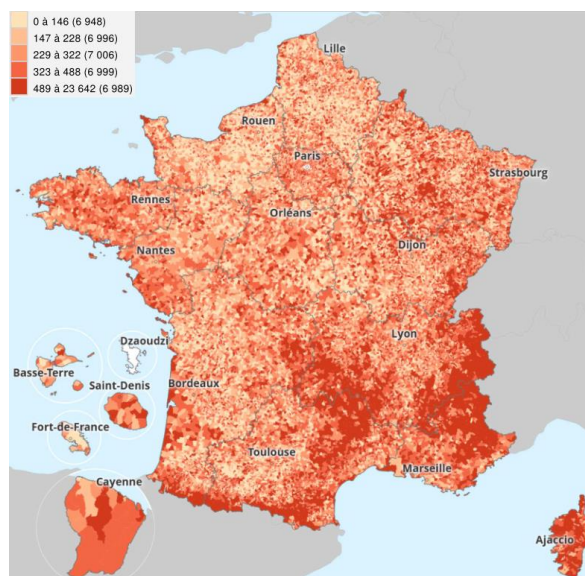 0 à 146 (6 948)
147 à 228 (6 996)
229 à 322 (7 006)
323 à 488 (6 999)
489 à 23 642 (6 989)
Lille
Rouen
Paris
Strasbourg
Rennes
Orléans
Nantes
Dijon
Dzaoudzi
Lyon
Basse-Terre
Saint-Denis
Bordeaux
Fort-de-France
Toulouse
Marseille
Cayenne
Ajaccio